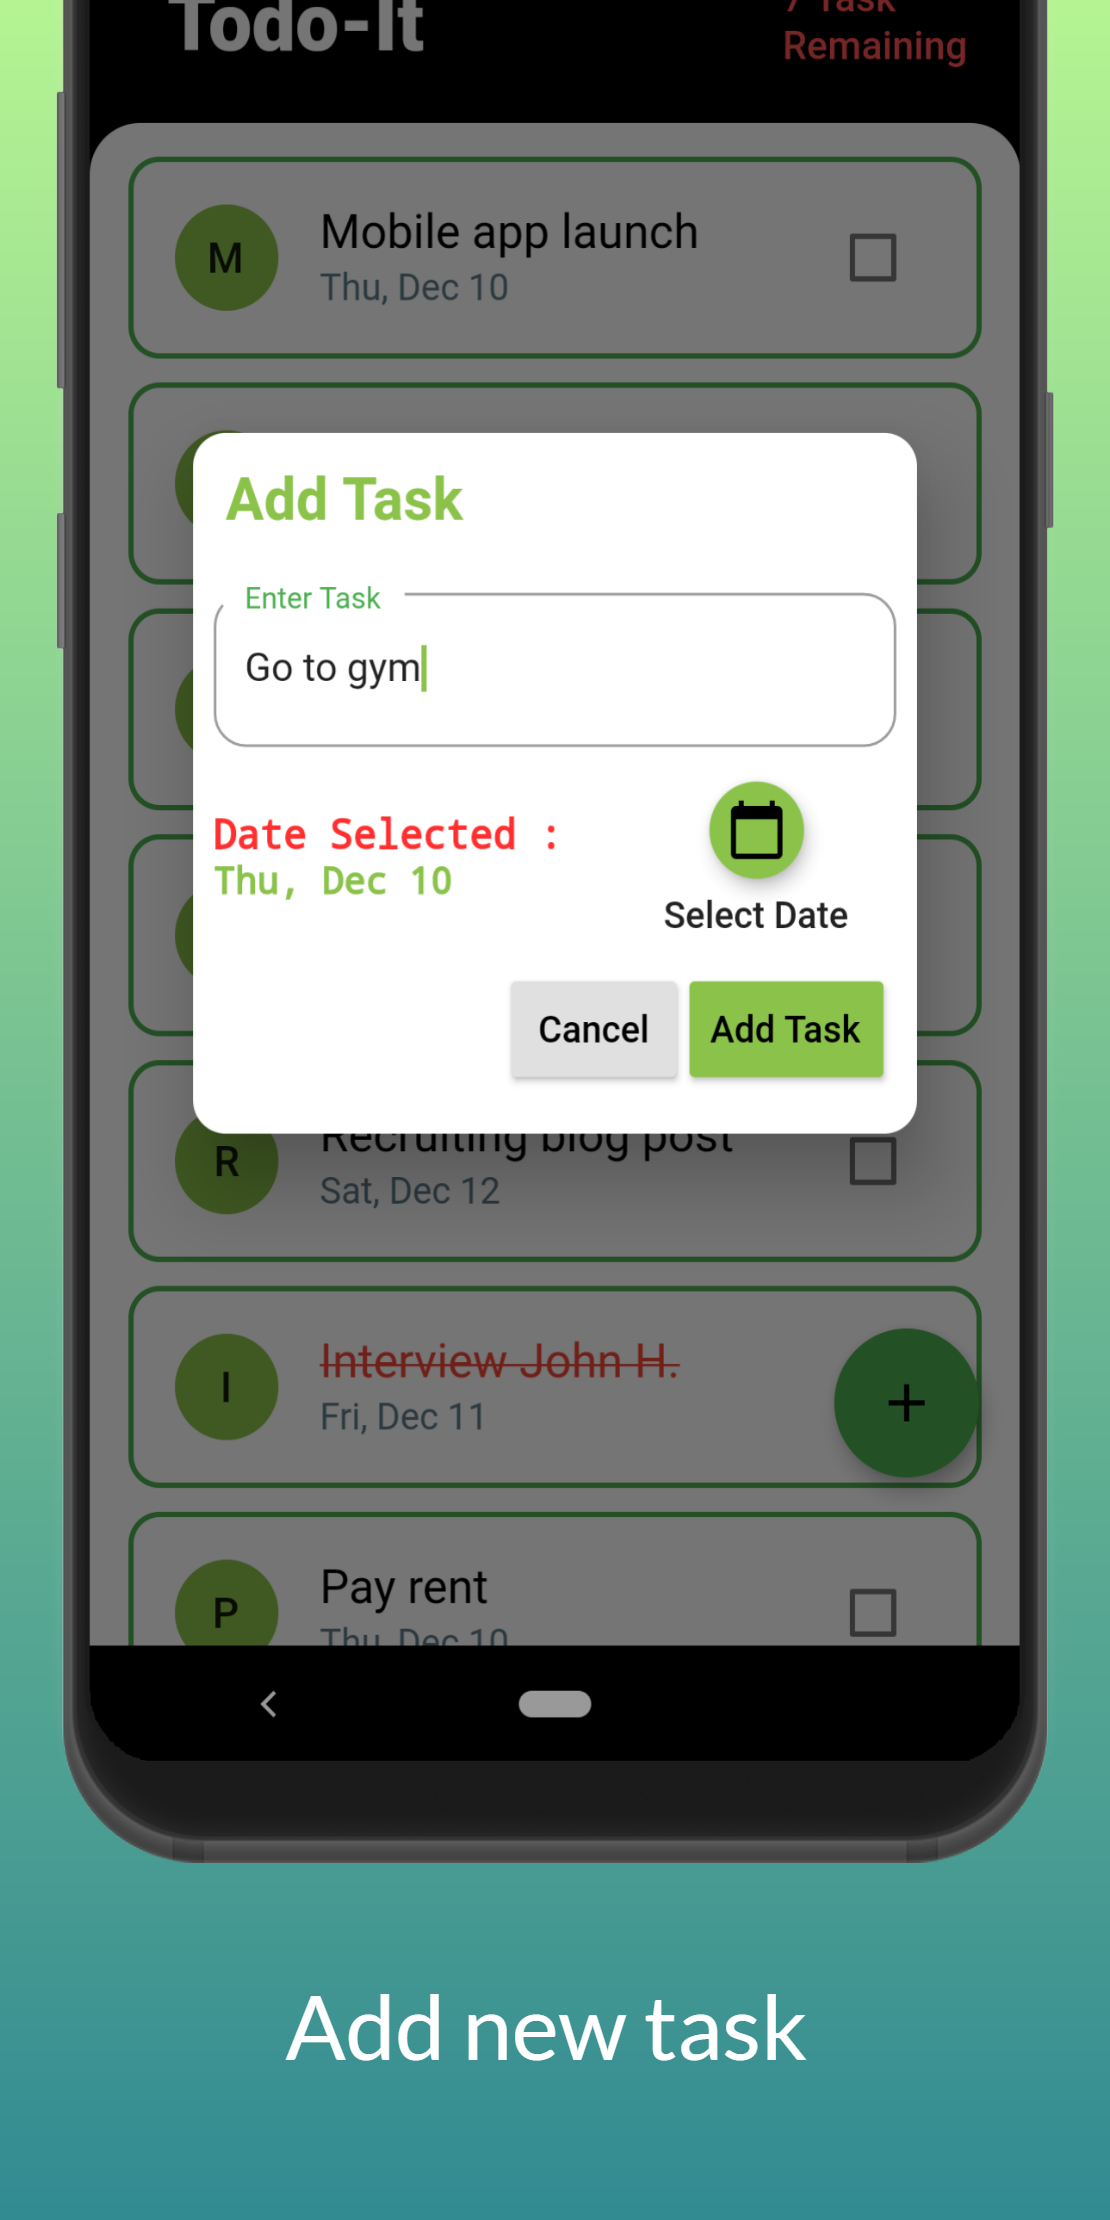 Todo-It
7 Task
Remaining
M
Mobile app launch
Thu, Dec 10
Add Task
Enter Task
Go to gym
Date Selected :
Thu, Dec 10
Select Date
Cancel
Add Task
R
Recruiting blog post
Sat, Dec 12
I
Interview John H.
Fri, Dec 11
+
P
Pay rent
Thu, Dec 10
Add new task